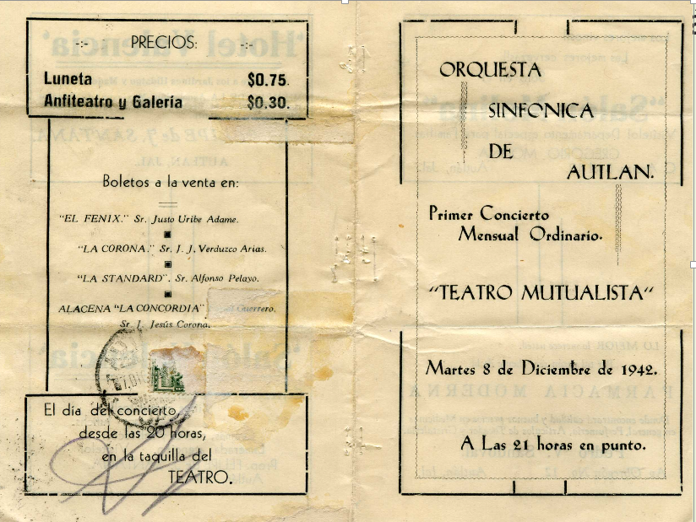 -:- PRECIOS: -:-
Luneta $0.75.
Anfiteatro y Galería $0.30.
Boletos a la venta en:
"EL FENIX." Sr. Justo Uribe Adame.
"LA CORONA." Sr. J. J. Verduzco Arias.
"LA STANDARD". Sr. Alfonso Pelayo.
ALACENA "LA CONCORDIA" Guerrero.
Sr. J. Jesús Corona.
El día del concierto,
desde las 20 horas,
en la taquilla del
TEATRO.
ORQUESTA
SINFONICA
DE
AUTLAN.
Primer Concierto
Mensual Ordinario.
"TEATRO MUTUALISTA"
Martes 8 de Diciembre de 1942.
A Las 21 horas en punto.